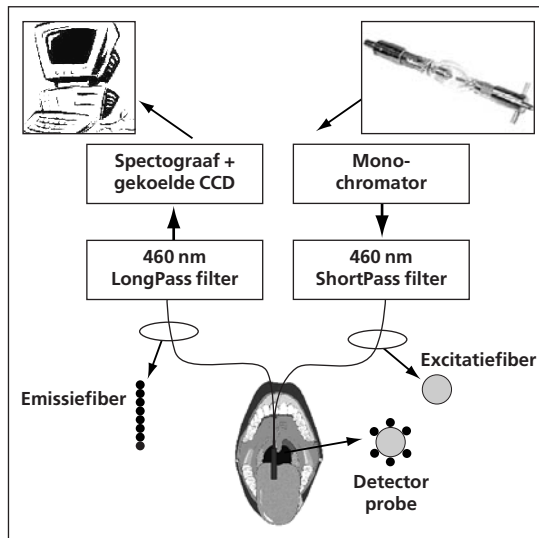 Spectograaf +
gekoelde CCD
Mono-
chromator
460 nm
LongPass filter
460 nm
ShortPass filter
Emissiefiber
Excitatiefiber
Detector
probe